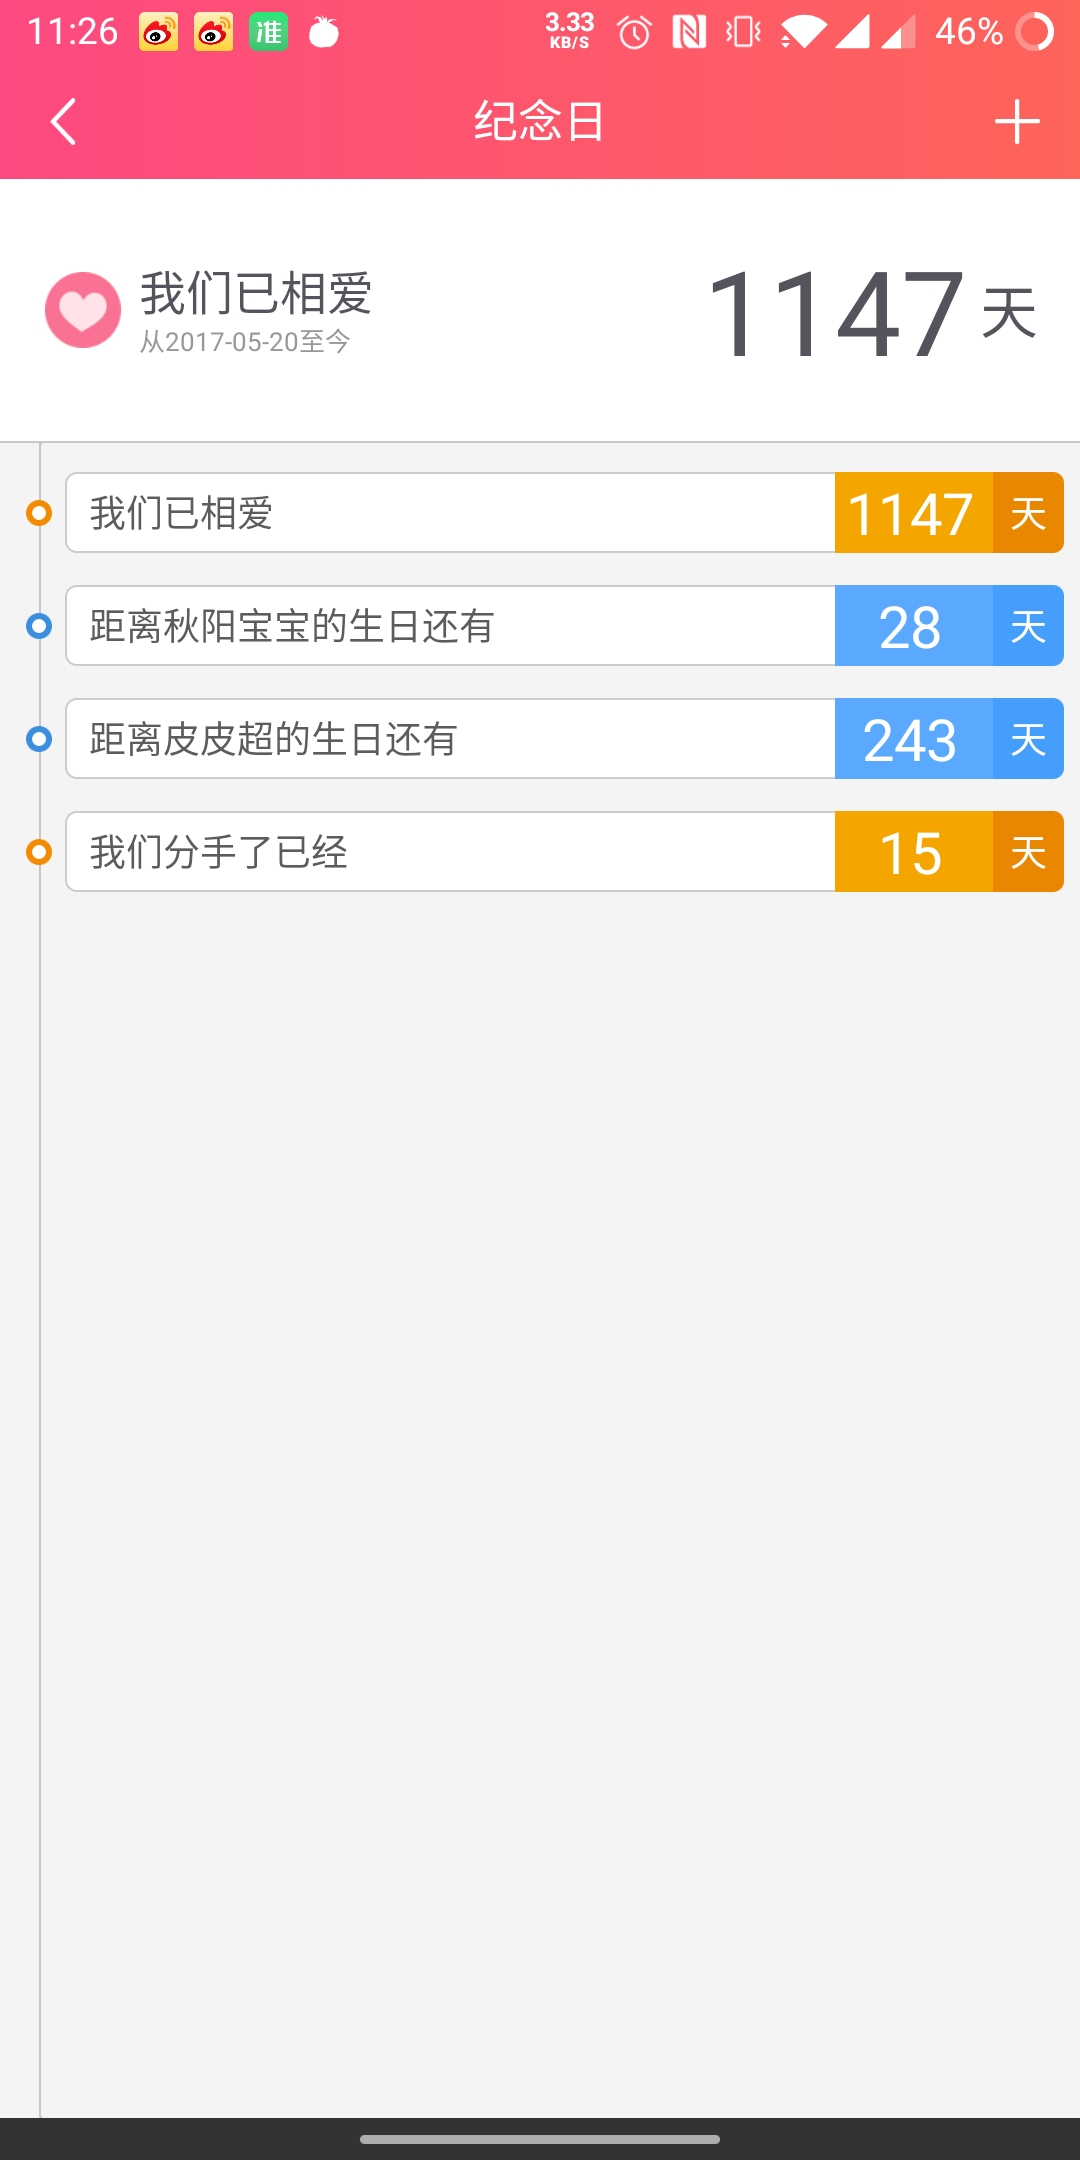 11:26 准 3.33 KB/S 46%
纪念日
我们已相爱
从2017-05-20至今
1147 天
我们已相爱 1147 天
距离秋阳宝宝的生日还有 28 天
距离皮皮超的生日还有 243 天
我们分手了已经 15 天